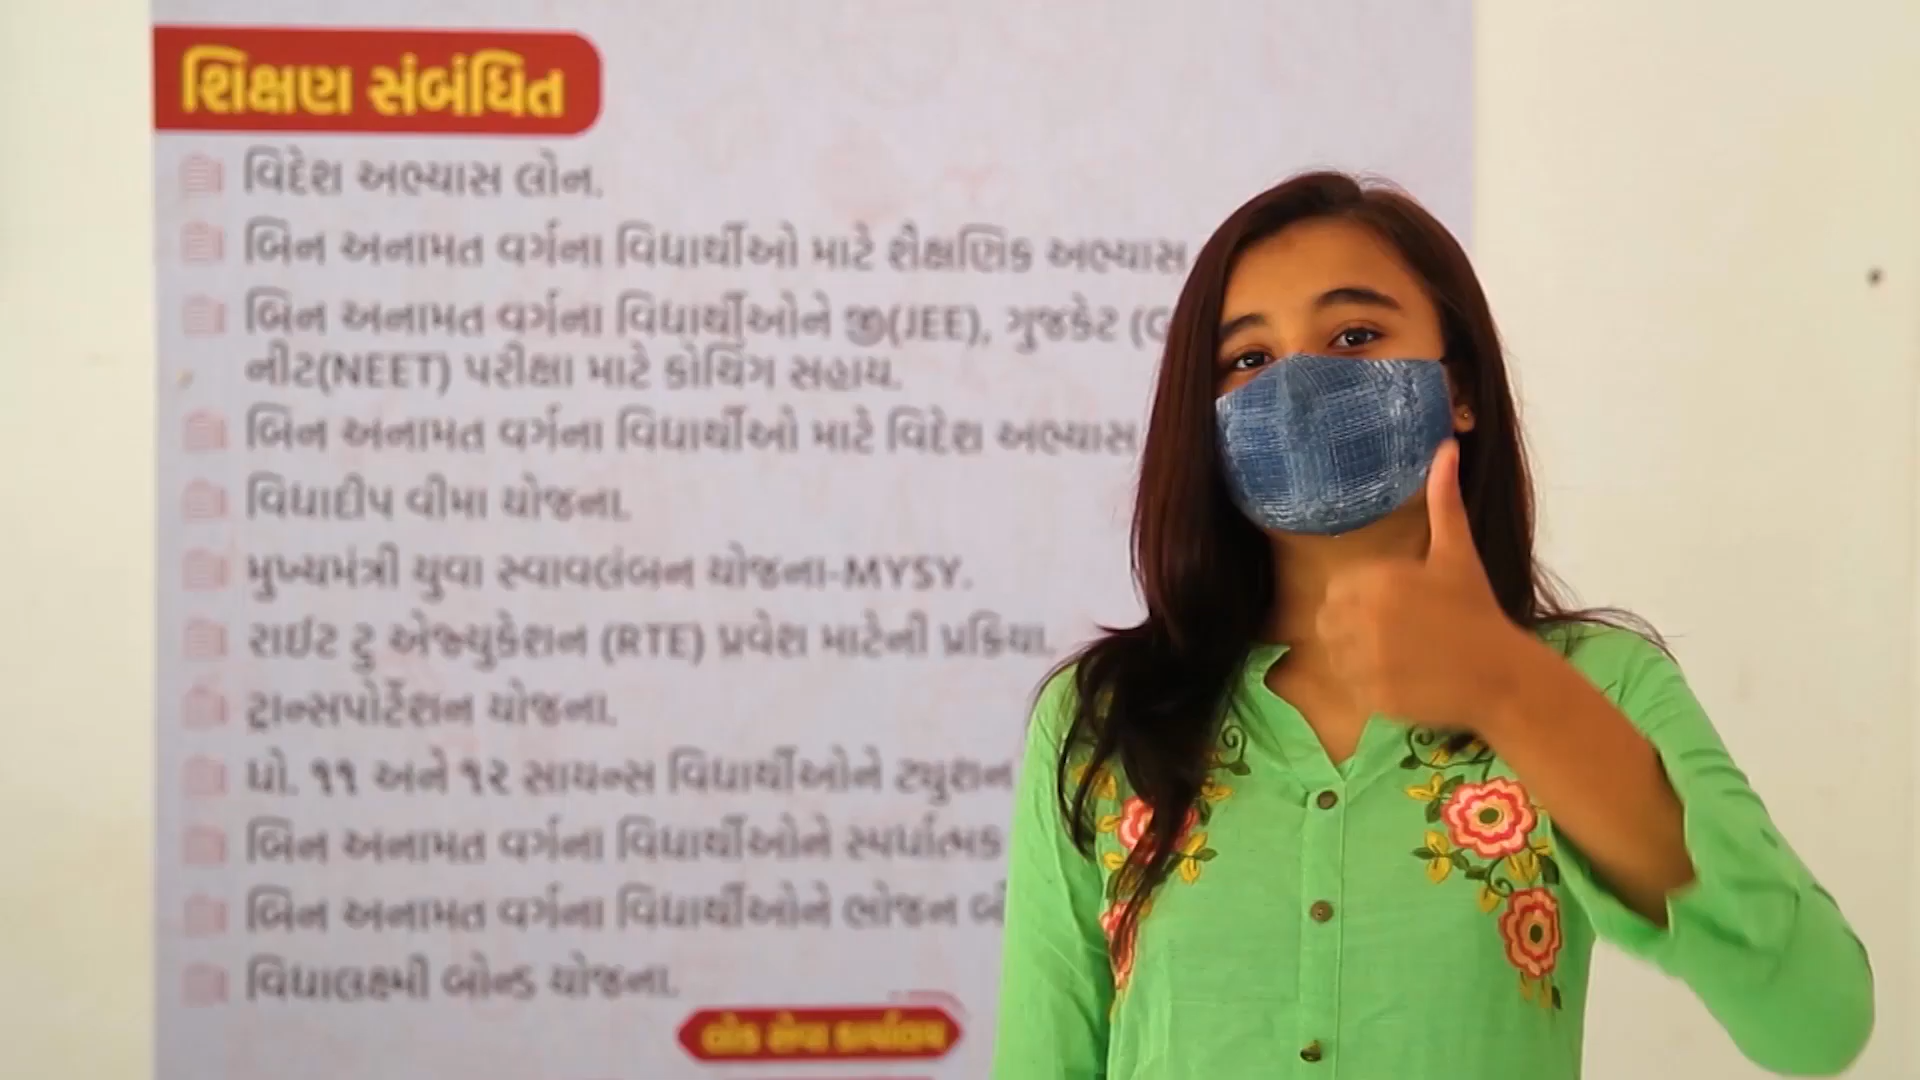 શિક્ષણ સંબંધિત
વિદેશ અભ્યાસ લોન.
બિન અનામત વર્ગના વિદ્યાર્થીઓ માટે શૈક્ષણિક અભ્યાસ
બિન અનામત વર્ગના વિદ્યાર્થીઓને જી(JEE), ગુજકેટ (
નીટ(NEET) પરીક્ષા માટે કોચિંગ સહાય.
બિન અનામત વર્ગના વિદ્યાર્થીઓ માટે વિદેશ અભ્યાસ
વિદ્યાદીપ વીમા યોજના.
મુખ્યમંત્રી યુવા સ્વાવલંબન યોજના-MYSY.
રાઈટ ટુ એજ્યુકેશન (RTE) પ્રવેશ માટેની પ્રક્રિયા.
ટ્રાન્સપોર્ટેશન યોજના.
ધો. ૧૧ અને ૧૨ સાયન્સ વિદ્યાર્થીઓને ટ્યુશન
બિન અનામત વર્ગના વિદ્યાર્થીઓને સ્પર્ધાત્મક
બિન અનામત વર્ગના વિદ્યાર્થીઓને ભોજન
વિદ્યાલક્ષ્મી બોન્ડ યોજના.
લોક સેવા કાર્યાલય